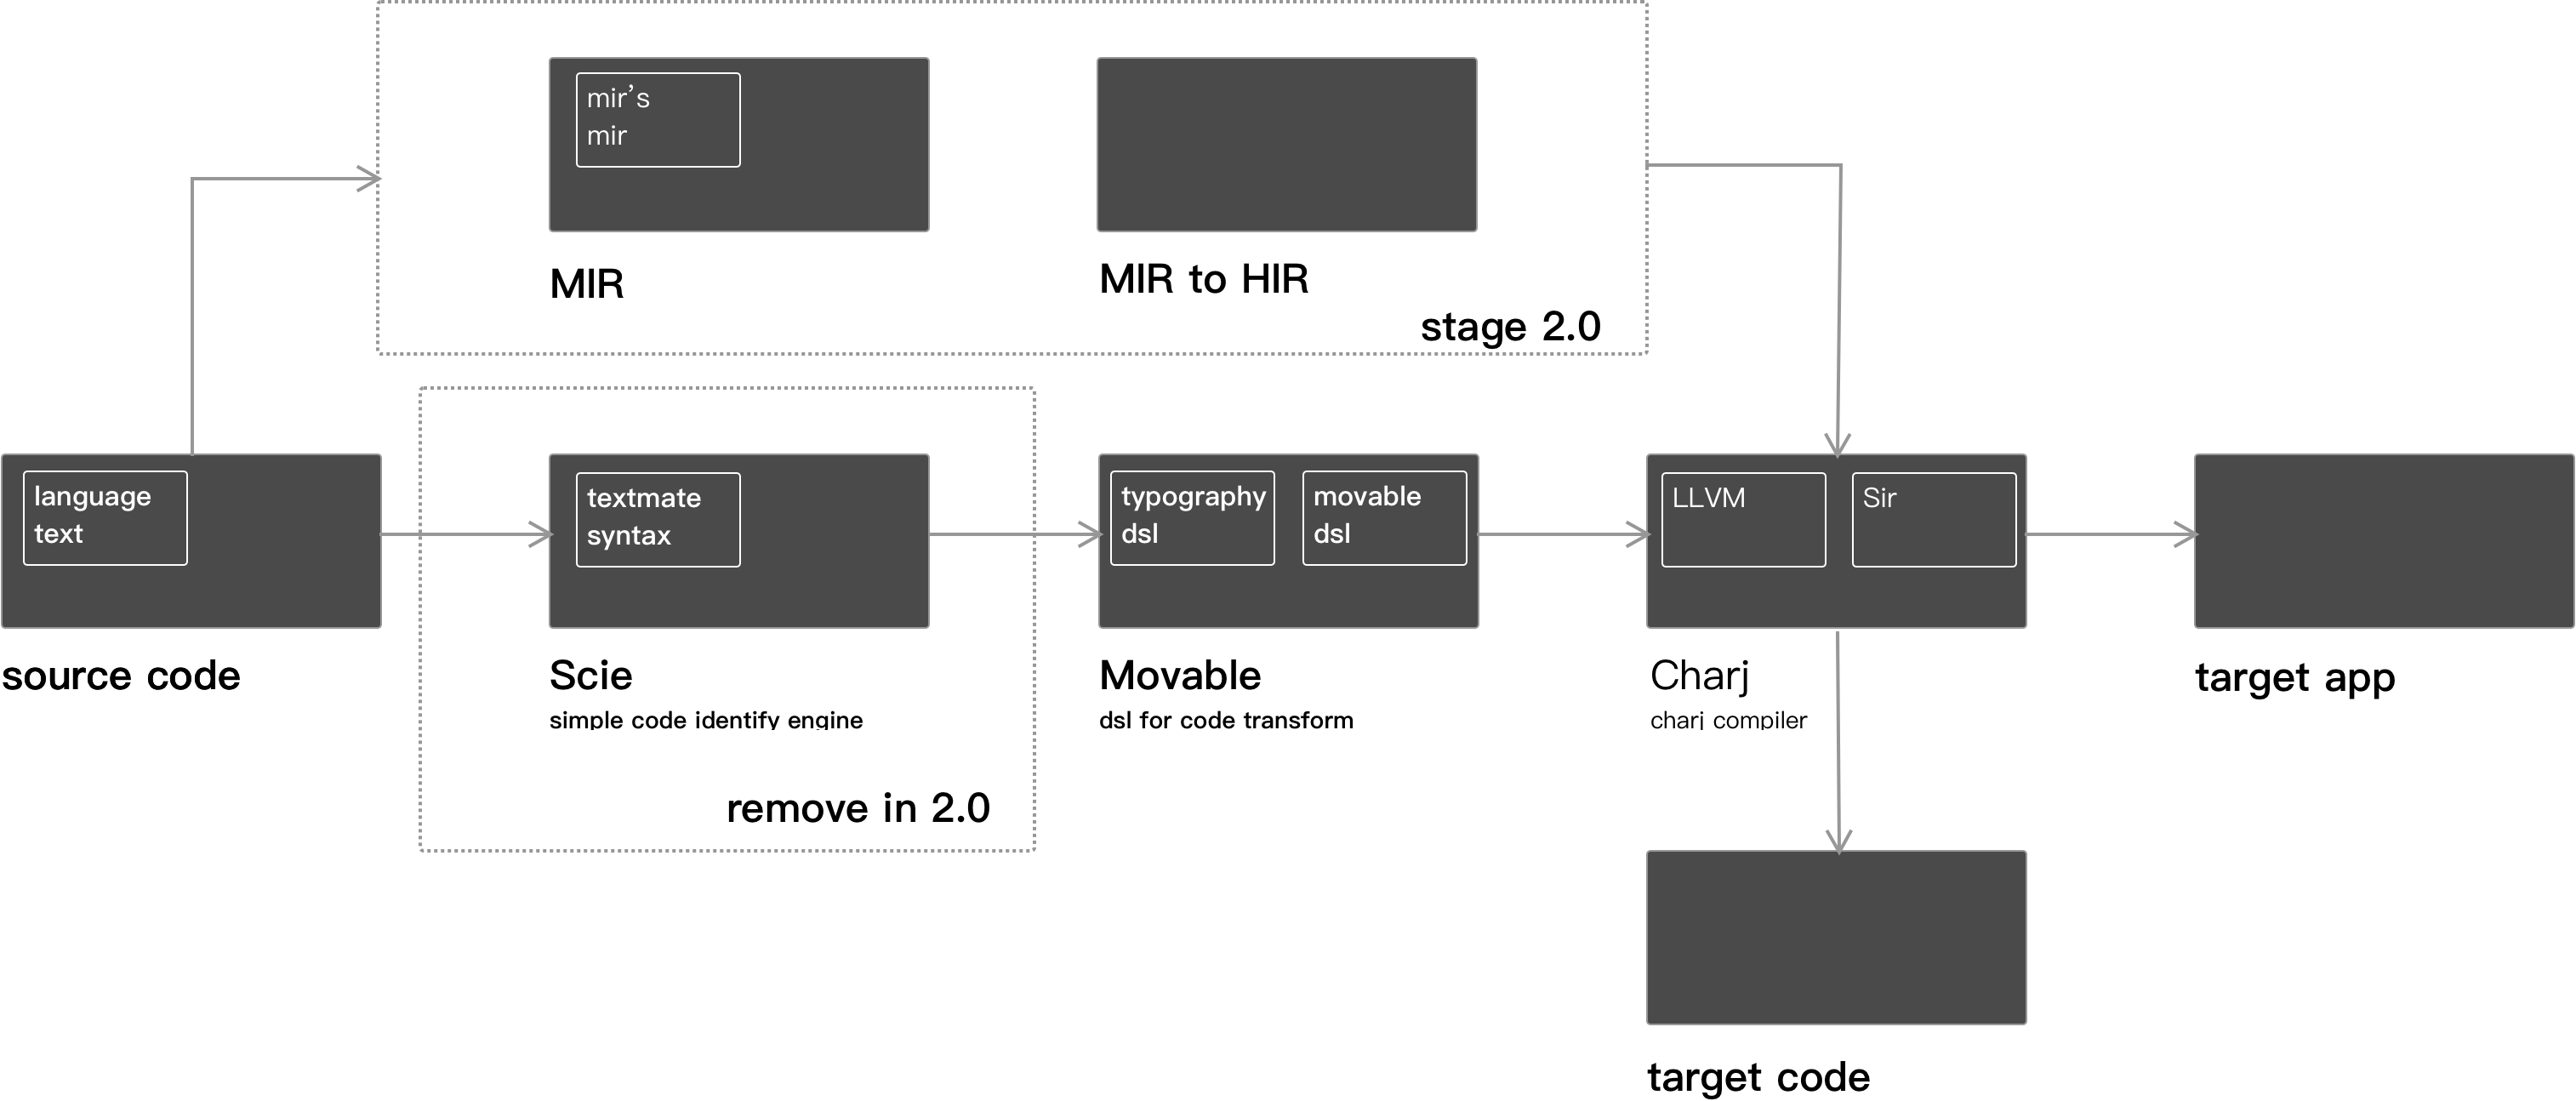 mir's
mir
MIR
MIR to HIR
stage 2.0
language
text
source code
textmate
syntax
Scie
simple code identify engine
remove in 2.0
typography
dsl
movable
dsl
Movable
dsl for code transform
LLVM
Sir
Charj
charj compiler
target app
target code